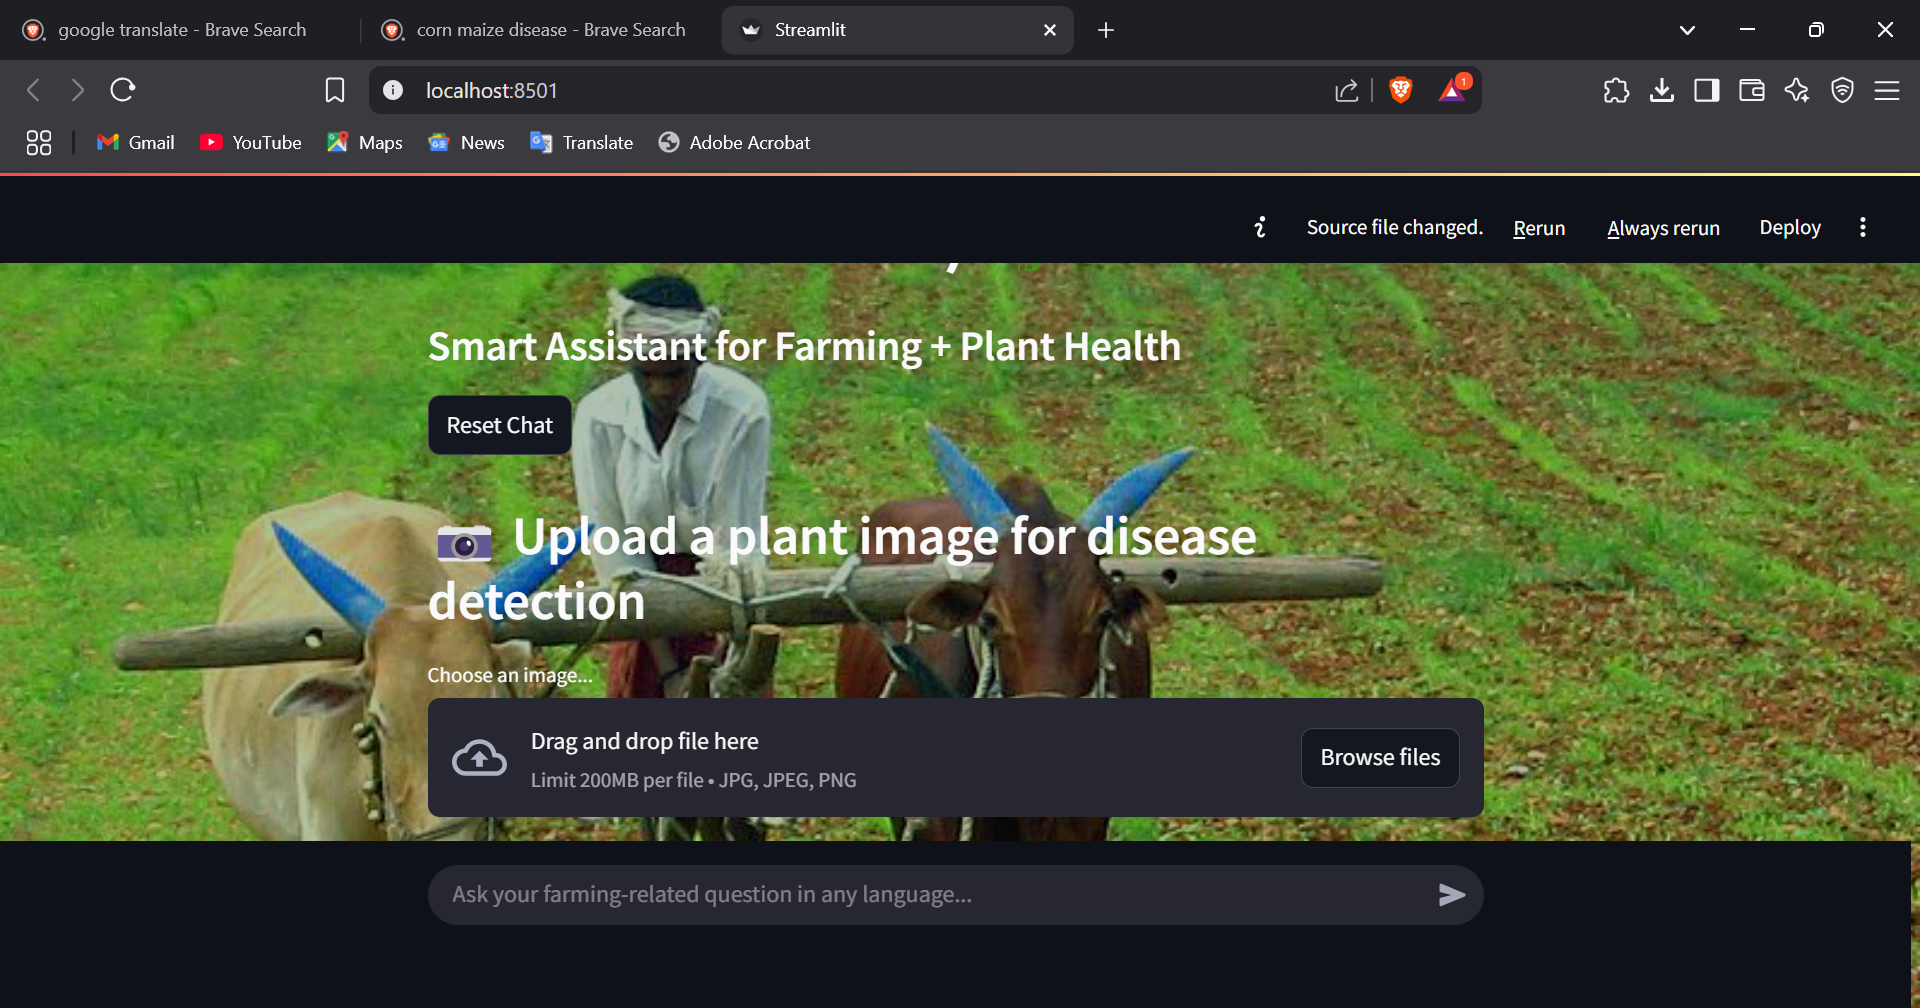 google translate - Brave Search
corn maize disease - Brave Search
Streamlit
localhost:8501
1
Gmail
YouTube
Maps
News
Translate
Adobe Acrobat
Source file changed.
Rerun
Always rerun
Deploy
Smart Assistant for Farming + Plant Health
Reset Chat
Upload a plant image for disease
detection
Choose an image...
Drag and drop file here
Limit 200MB per file • JPG, JPEG, PNG
Browse files
Ask your farming-related question in any language...